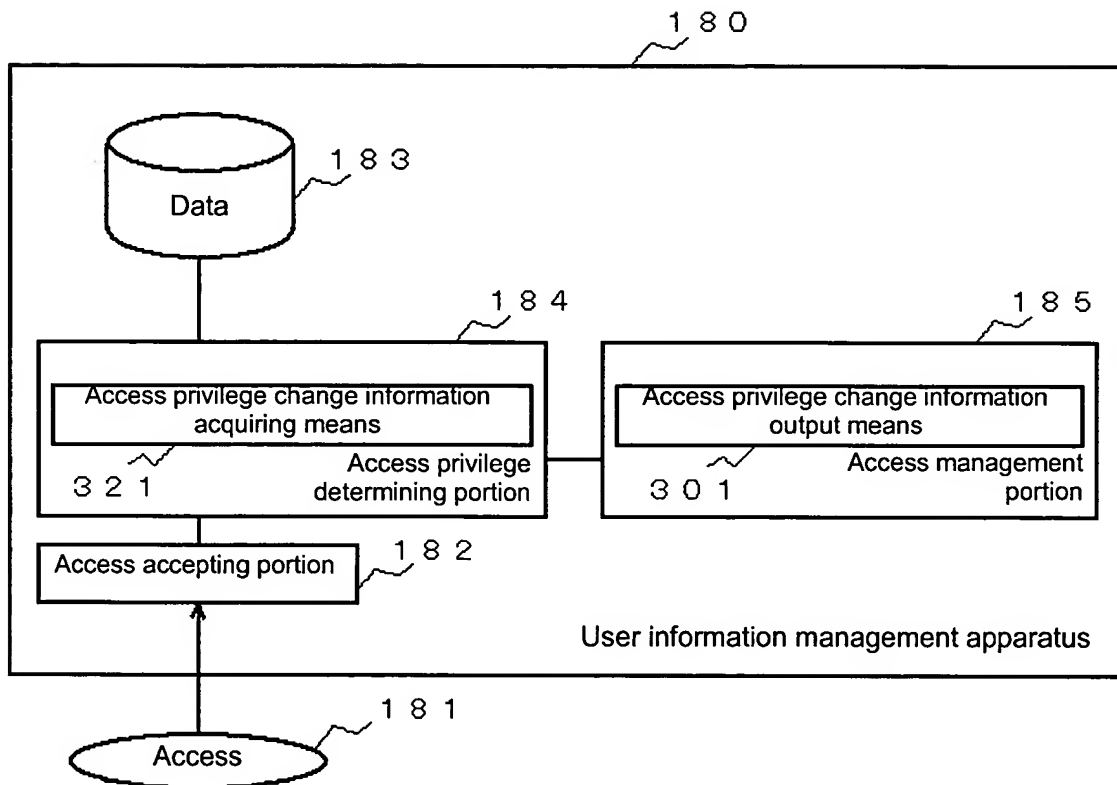 １８０
１８３
Data
１８４
１８５
Access privilege change information
acquiring means
Access privilege change information
output means
３２１
Access privilege
determining portion
３０１
Access management
portion
Access accepting portion
１８２
User information management apparatus
１８１
Access